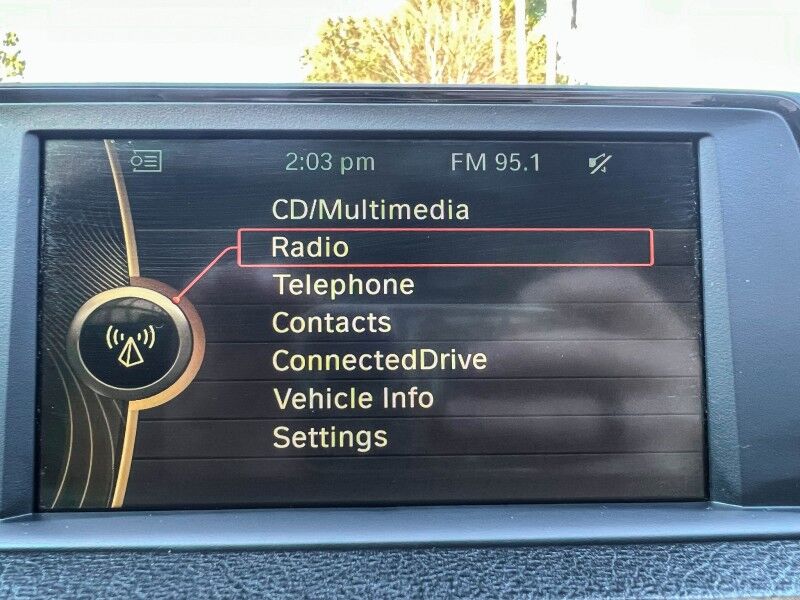 2:03 pm FM 95.1
CD/Multimedia
Radio
Telephone
Contacts
ConnectedDrive
Vehicle Info
Settings